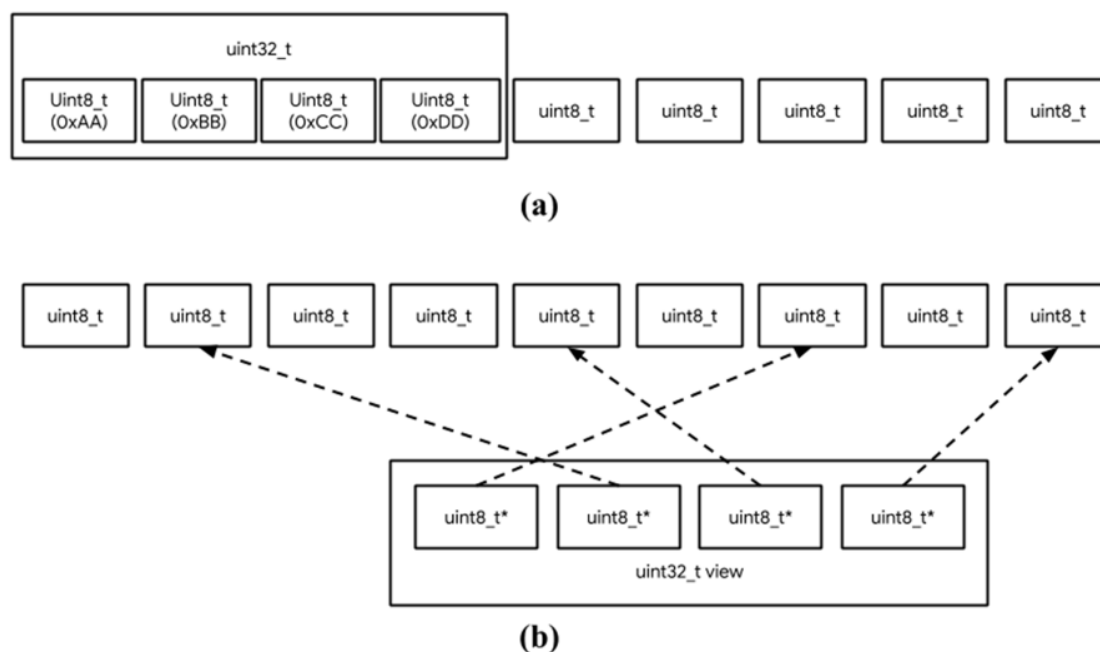 uint32_t
Uint8_t Uint8_t Uint8_t Uint8_t uint8_t uint8_t uint8_t uint8_t uint8_t
(0xAA) (0xBB) (0xCC) (0xDD)
(a)
uint8_t uint8_t uint8_t uint8_t uint8_t uint8_t uint8_t uint8_t uint8_t
uint8_t* uint8_t* uint8_t* uint8_t*
uint32_t view
(b)